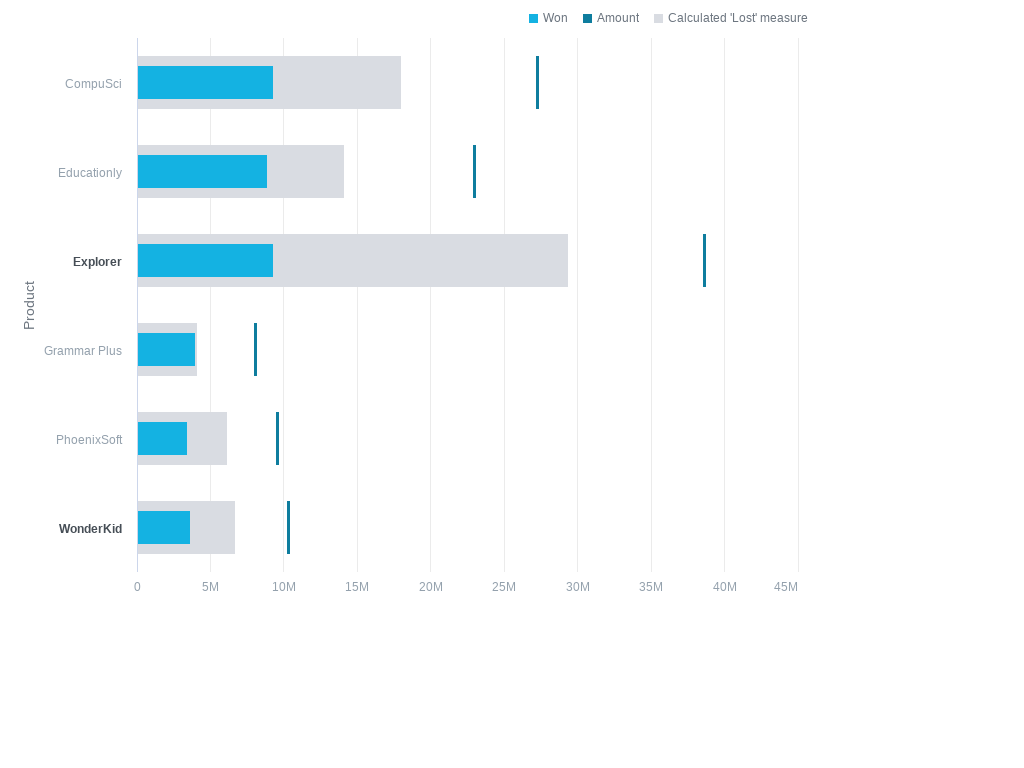 Won Amount Calculated 'Lost' measure
CompuSci
Educationly
Explorer
Product
Grammar Plus
PhoenixSoft
WonderKid
0 5M 10M 15M 20M 25M 30M 35M 40M 45M